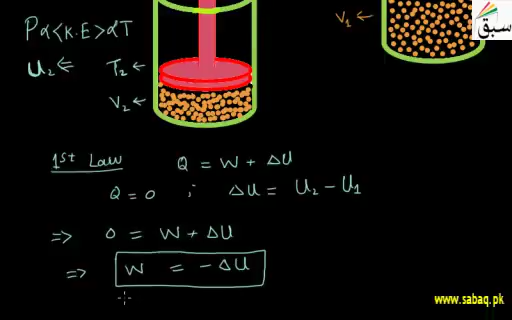 P α <K.E> α T
V₁ ←
سبق
U₂ ⇐ T₂ ←
V₂ ←
1st Law Q = W + ΔU
Q = 0 ; ΔU = U₂ - U₁
=> 0 = W + ΔU
=> W = - ΔU
www.sabaq.pk